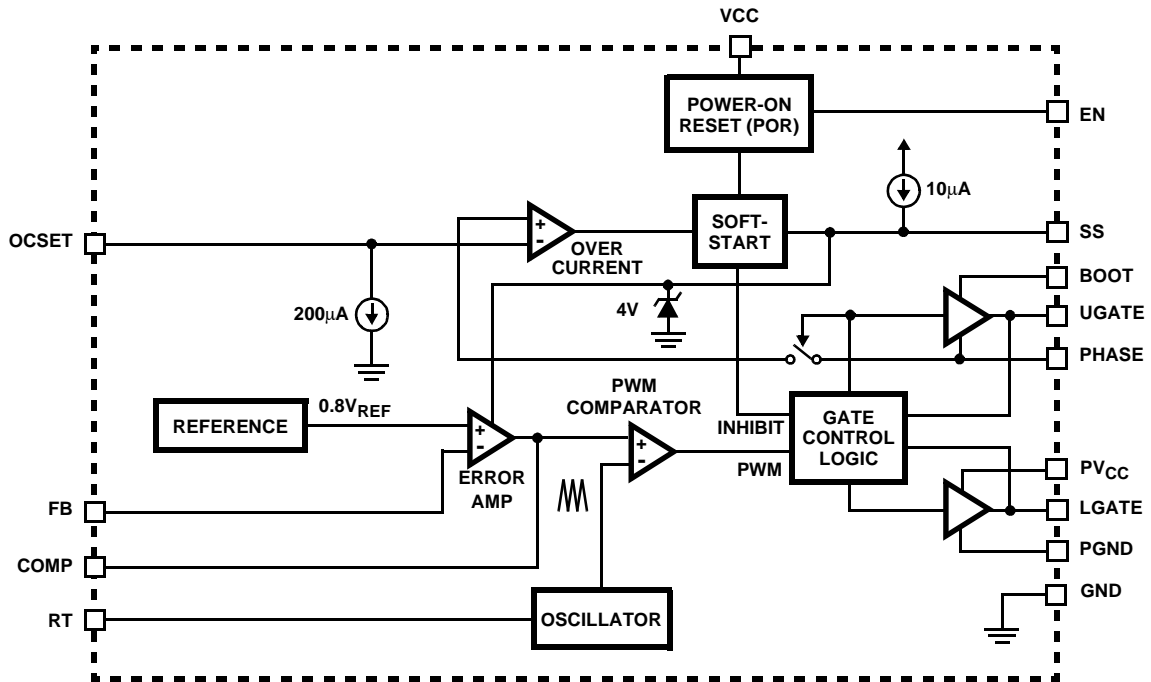 VCC
POWER-ON
RESET (POR)
EN
10µA
SOFT-
START
SS
OCSET
+
-
OVER
CURRENT
BOOT
200µA
4V
UGATE
PHASE
PWM
COMPARATOR
0.8VREF
REFERENCE
+
-
+
-
INHIBIT
GATE
CONTROL
LOGIC
PWM
ERROR
AMP
PVCC
FB
LGATE
PGND
COMP
GND
RT
OSCILLATOR